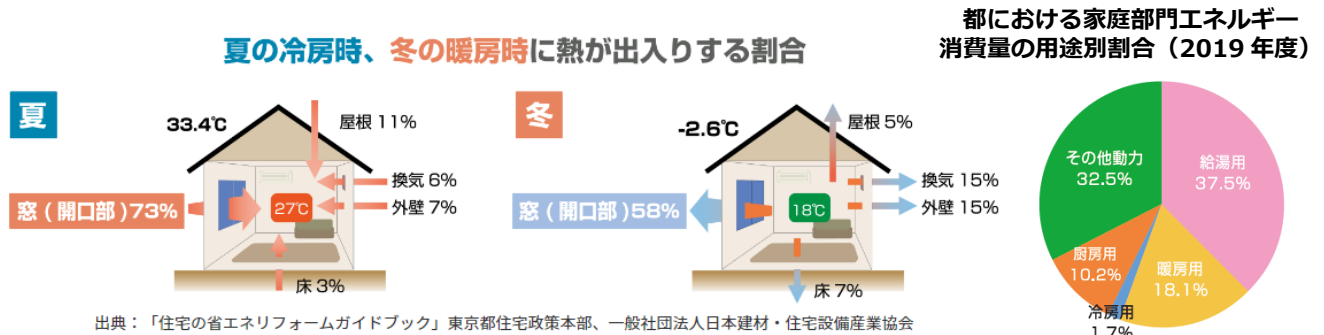 都における家庭部門エネルギー
消費量の用途別割合（2019 年度）
夏の冷房時、冬の暖房時に熱が出入りする割合
夏
33.4℃
屋根 11%
換気 6%
外壁 7%
窓 ( 開口部 )73%
27℃
床 3%
冬
-2.6℃
屋根 5%
換気 15%
外壁 15%
窓 ( 開口部 )58%
18℃
床 7%
その他動力
32.5%
給湯用
37.5%
厨房用
10.2%
暖房用
18.1%
冷房用
1.7%
出典：「住宅の省エネリフォームガイドブック」東京都住宅政策本部、一般社団法人日本建材・住宅設備産業協会